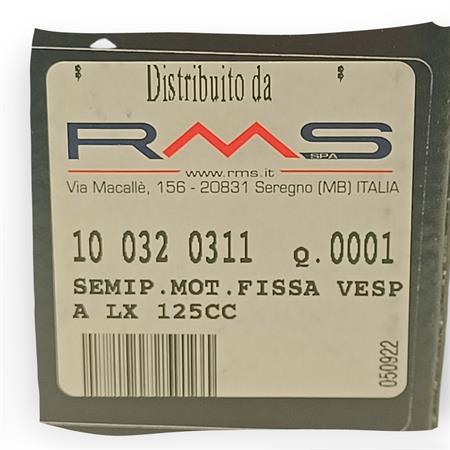 Distribuito da
RMS
SPA
www.rms.it
Via Macallè, 156 - 20831 Seregno (MB) ITALIA
10 032 0311 Q.0001
SEMIP.MOT.FISSA VESP
A LX 125CC
050922